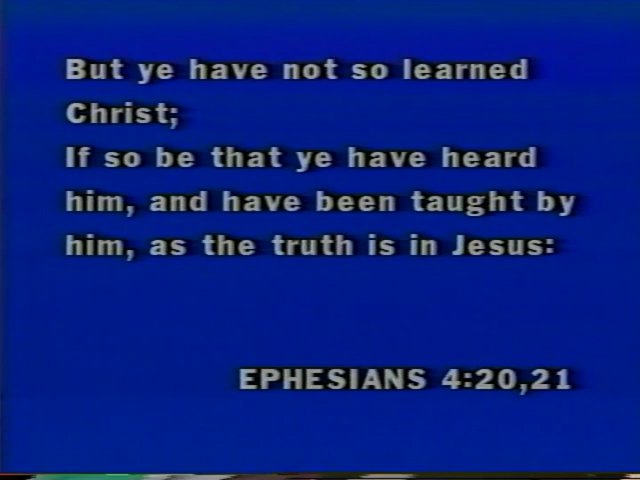 But ye have not so learned
Christ;
If so be that ye have heard
him, and have been taught by
him, as the truth is in Jesus:
EPHESIANS 4:20,21